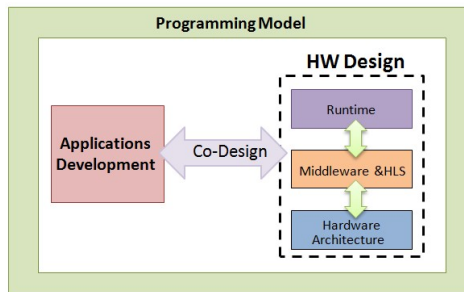 Programming Model
HW Design
Runtime
Applications
Development
Co-Design
Middleware &HLS
Hardware
Architecture